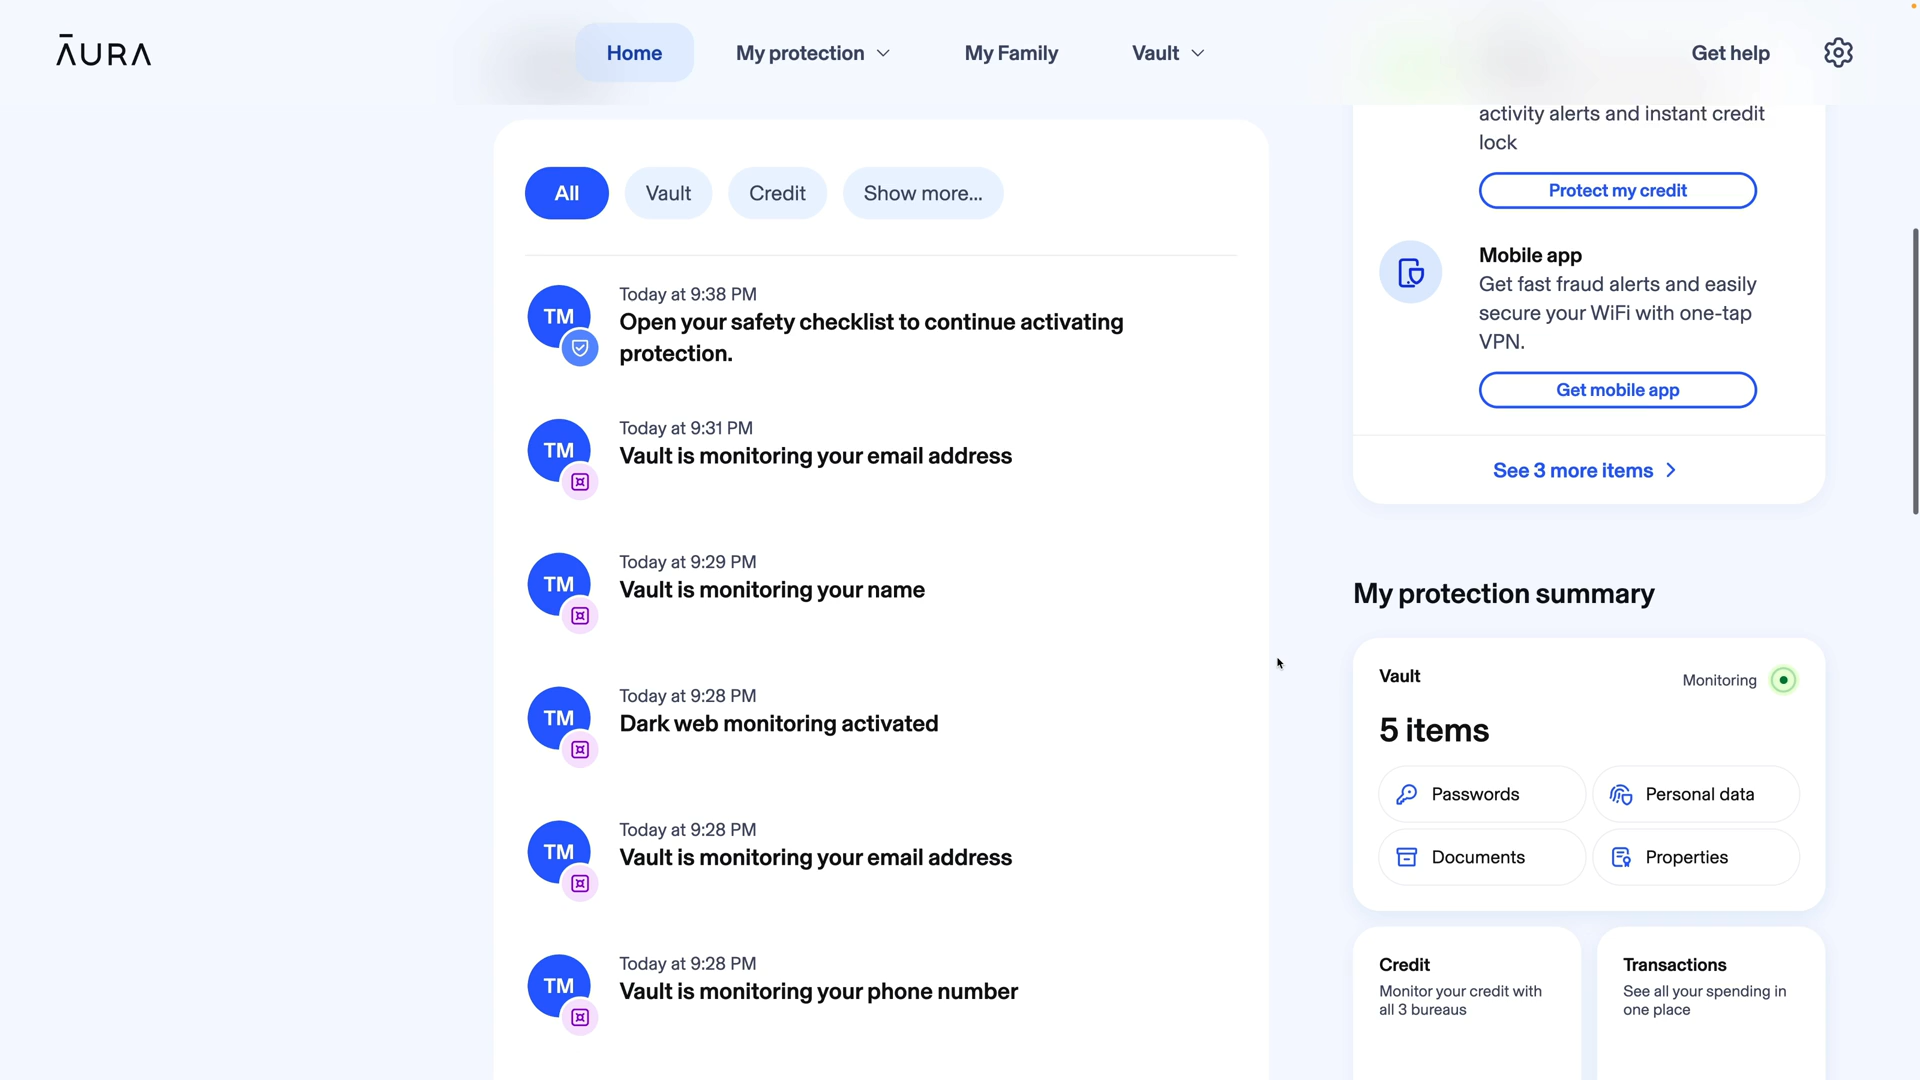 ĀURA
Home
My protection
My Family
Vault
Get help
All
Vault
Credit
Show more...
Today at 9:38 PM
TM
Open your safety checklist to continue activating
protection.
Today at 9:31 PM
TM
Vault is monitoring your email address
Today at 9:29 PM
TM
Vault is monitoring your name
Today at 9:28 PM
TM
Dark web monitoring activated
Today at 9:28 PM
TM
Vault is monitoring your email address
Today at 9:28 PM
TM
Vault is monitoring your phone number
activity alerts and instant credit
lock
Protect my credit
Mobile app
Get fast fraud alerts and easily
secure your WiFi with one-tap
VPN.
Get mobile app
See 3 more items
My protection summary
Vault
Monitoring
5 items
Passwords
Personal data
Documents
Properties
Credit
Monitor your credit with
all 3 bureaus
Transactions
See all your spending in
one place